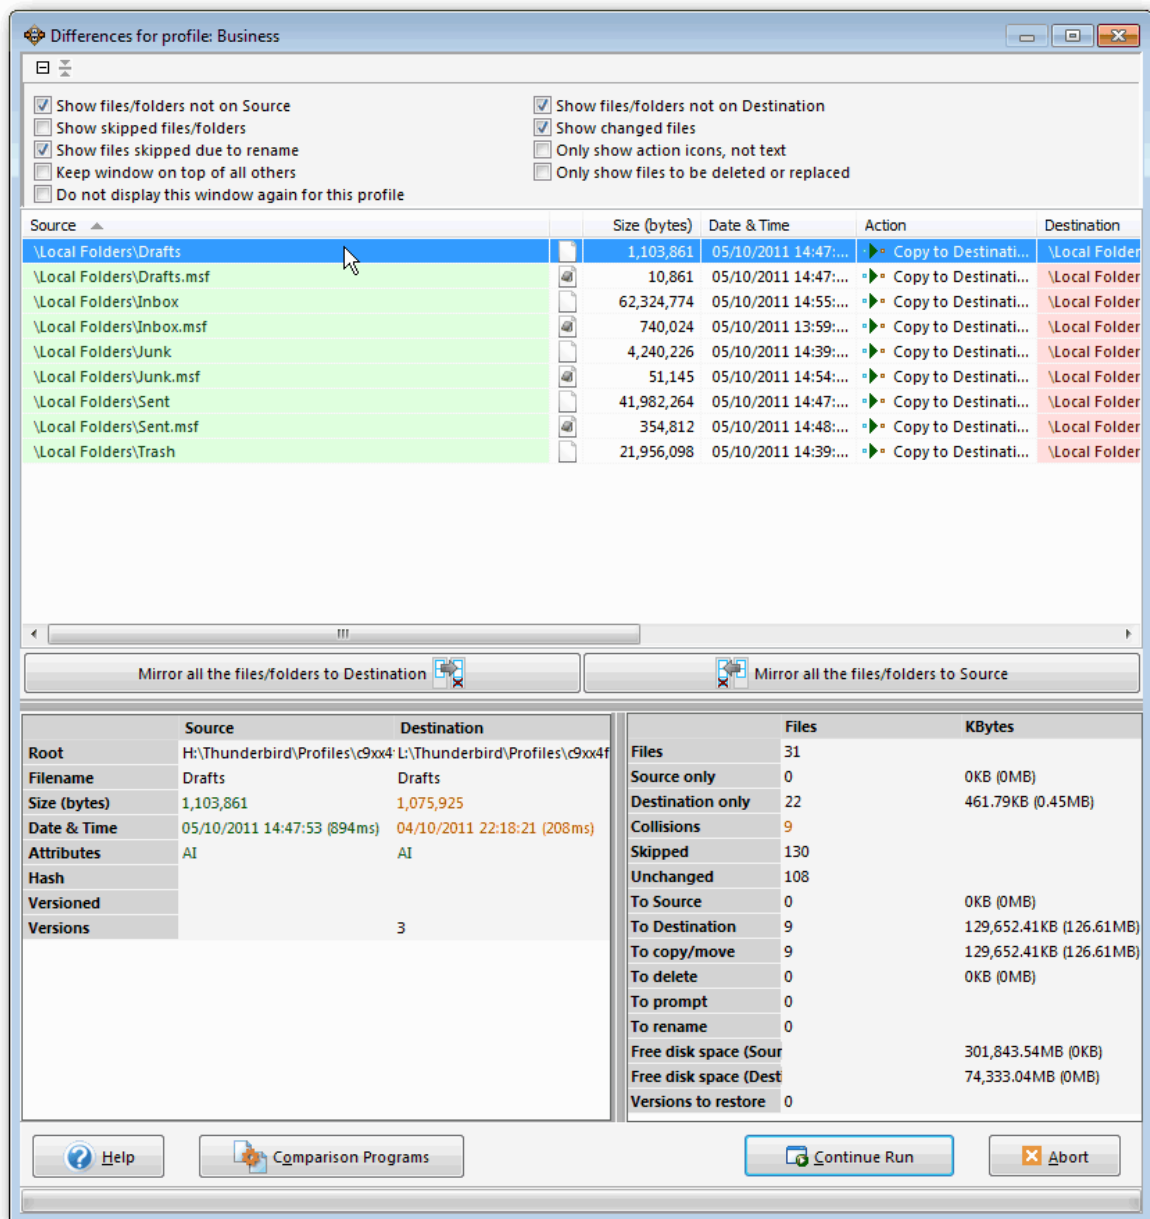 Differences for profile: Business
Show files/folders not on Source Show files/folders not on Destination
Show skipped files/folders Show changed files
Show files skipped due to rename Only show action icons, not text
Keep window on top of all others Only show files to be deleted or replaced
Do not display this window again for this profile
Source Size (bytes) Date & Time Action Destination
\Local Folders\Drafts 1,103,861 05/10/2011 14:47:... Copy to Destinati... \Local Folder
\Local Folders\Drafts.msf 10,861 05/10/2011 14:47:... Copy to Destinati... \Local Folder
\Local Folders\Inbox 62,324,774 05/10/2011 14:55:... Copy to Destinati... \Local Folder
\Local Folders\Inbox.msf 740,024 05/10/2011 13:59:... Copy to Destinati... \Local Folder
\Local Folders\Junk 4,240,226 05/10/2011 14:39:... Copy to Destinati... \Local Folder
\Local Folders\Junk.msf 51,145 05/10/2011 14:54:... Copy to Destinati... \Local Folder
\Local Folders\Sent 41,982,264 05/10/2011 14:47:... Copy to Destinati... \Local Folder
\Local Folders\Sent.msf 354,812 05/10/2011 14:48:... Copy to Destinati... \Local Folder
\Local Folders\Trash 21,956,098 05/10/2011 14:39:... Copy to Destinati... \Local Folder
Mirror all the files/folders to Destination Mirror all the files/folders to Source
Source Destination
Root H:\Thunderbird\Profiles\c9xx4 L:\Thunderbird\Profiles\c9xx4f
Filename Drafts Drafts
Size (bytes) 1,103,861 1,075,925
Date & Time 05/10/2011 14:47:53 (894ms) 04/10/2011 22:18:21 (208ms)
Attributes AI AI
Hash
Versioned
Versions 3
Files KBytes
Files 31
Source only 0 0KB (0MB)
Destination only 22 461.79KB (0.45MB)
Collisions 9
Skipped 130
Unchanged 108
To Source 0 0KB (0MB)
To Destination 9 129,652.41KB (126.61MB)
To copy/move 9 129,652.41KB (126.61MB)
To delete 0 0KB (0MB)
To prompt 0
To rename 0
Free disk space (Sour 301,843.54MB (0KB)
Free disk space (Desti 74,333.04MB (0MB)
Versions to restore 0
Help Comparison Programs Continue Run Abort